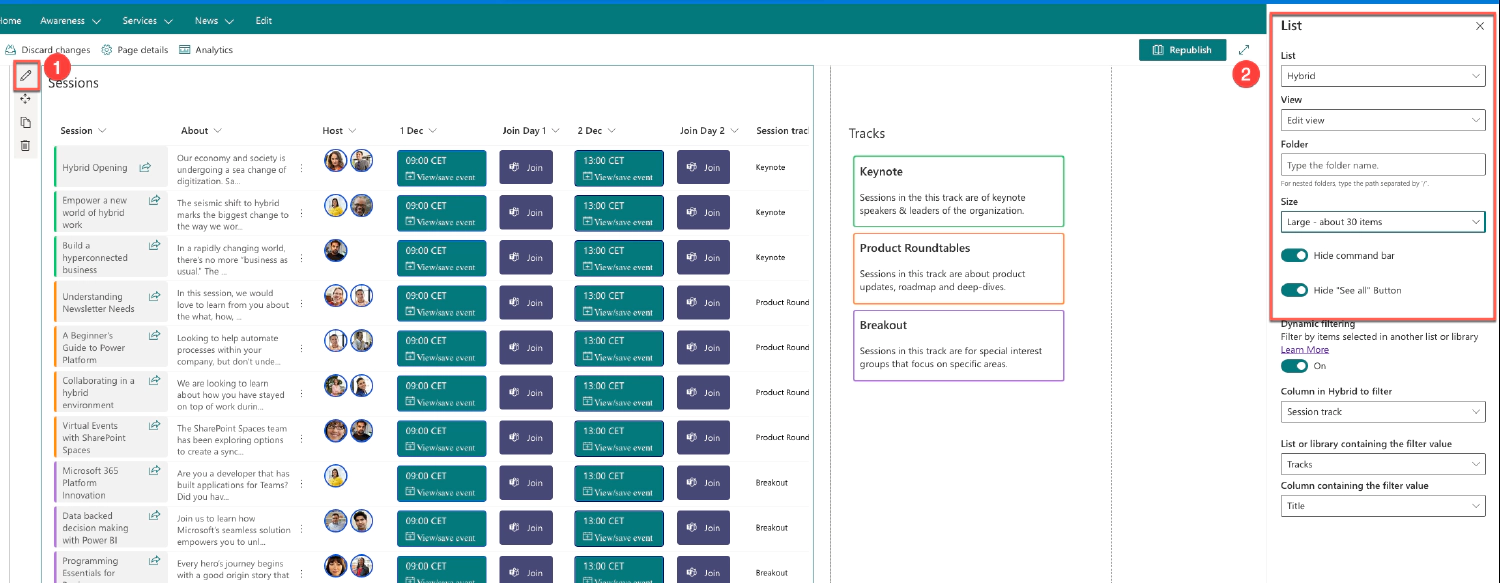 Home Awareness Services News Edit
Discard changes Page details Analytics Republish
1
2
Sessions
Session About Host 1 Dec Join Day 1 2 Dec Join Day 2 Session trac
Hybrid Opening
Our economy and society is
undergoing a sea change of
digitization. Sa...
09:00 CET
View/save event
Join
13:00 CET
View/save event
Join
Keynote
Empower a new
world of hybrid
work
The seismic shift to hybrid
marks the biggest change to
the way we wor...
09:00 CET
View/save event
Join
13:00 CET
View/save event
Join
Keynote
Build a
hyperconnected
business
In a rapidly changing world,
there's no more "business as
usual." The ...
09:00 CET
View/save event
Join
13:00 CET
View/save event
Join
Keynote
Understanding
Newsletter Needs
In this session, we would
love to learn from you about
the what, how, ...
09:00 CET
View/save event
Join
13:00 CET
View/save event
Join
Product Round
A Beginner's
Guide to Power
Platform
Looking to help automate
processes within your
company, but don't unde...
09:00 CET
View/save event
Join
13:00 CET
View/save event
Join
Product Round
Collaborating in a
hybrid
environment
We are looking to learn
about how you have stayed
on top of work durin...
09:00 CET
View/save event
Join
13:00 CET
View/save event
Join
Product Round
Virtual Events
with SharePoint
Spaces
The SharePoint Spaces team
has been exploring options
to create a sync...
09:00 CET
View/save event
Join
13:00 CET
View/save event
Join
Product Round
Microsoft 365
Platform
Innovation
Are you a developer that has
built applications for Teams?
Did you hav...
09:00 CET
View/save event
Join
13:00 CET
View/save event
Join
Breakout
Data backed
decision making
with Power BI
Join us to learn how
Microsoft's seamless solution
empowers you to unl...
09:00 CET
View/save event
Join
13:00 CET
View/save event
Join
Breakout
Programming
Essentials for
Every hero's journey begins
with a good origin story that
09:00 CET
View/save event
Join
13:00 CET
View/save event
Join
Breakout
Tracks
Keynote
Sessions in the this track are of keynote
speakers & leaders of the organization.
Product Roundtables
Sessions in this track are about product
updates, roadmap and deep-dives.
Breakout
Sessions in this track are for special interest
groups that focus on specific areas.
List
List
Hybrid
View
Edit view
Folder
Type the folder name.
For nested folders, type the path separated by '/'.
Size
Large - about 30 items
Hide command bar
Hide "See all" Button
Dynamic filtering
Filter by items selected in another list or library
Learn More
On
Column in Hybrid to filter
Session track
List or library containing the filter value
Tracks
Column containing the filter value
Title